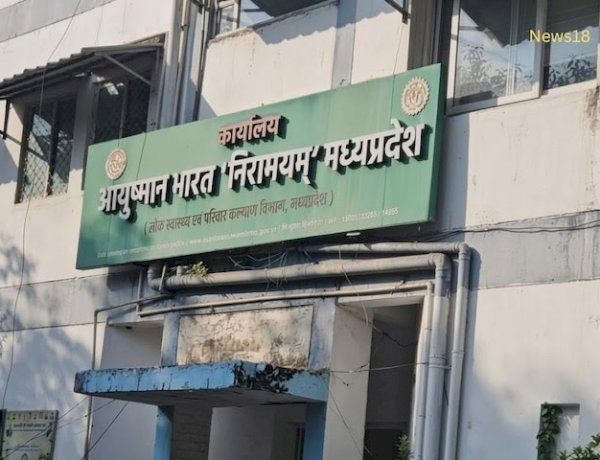 News18
कार्यालय
आयुष्मान भारत 'निरामयम्' मध्यप्रदेश
(लोक स्वास्थ्य एवं परिवार कल्याण विभाग, मध्यप्रदेश)